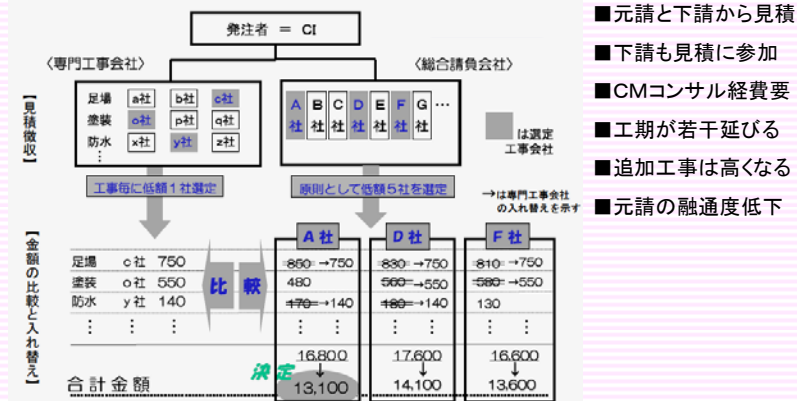 発注者 = CI
〈専門工事会社〉
〈総合請負会社〉
【見積徴収】
足場 a社 b社 c社
塗装 o社 p社 q社
防水 x社 y社 z社
⋮
A社 B社 C社 D社 E社 F社 G社 …
は選定工事会社
工事毎に低額1社選定
原則として低額5社を選定
→は専門工事会社
の入れ替えを示す
【金額の比較と入れ替え】
A社 D社 F社
足場 c社 750
850 →750
830 →750
810 →750
塗装 o社 550
480
560 →550
580 →550
防水 y社 140
170 →140
180 →140
130
⋮ ⋮ ⋮ ⋮ ⋮ ⋮ ⋮ ⋮ ⋮
比較
16,800 17,600 16,600
↓ ↓ ↓
決定
合計金額 13,100 14,100 13,600
■元請と下請から見積
■下請も見積に参加
■CMコンサル経費要
■工期が若干延びる
■追加工事は高くなる
■元請の融通度低下